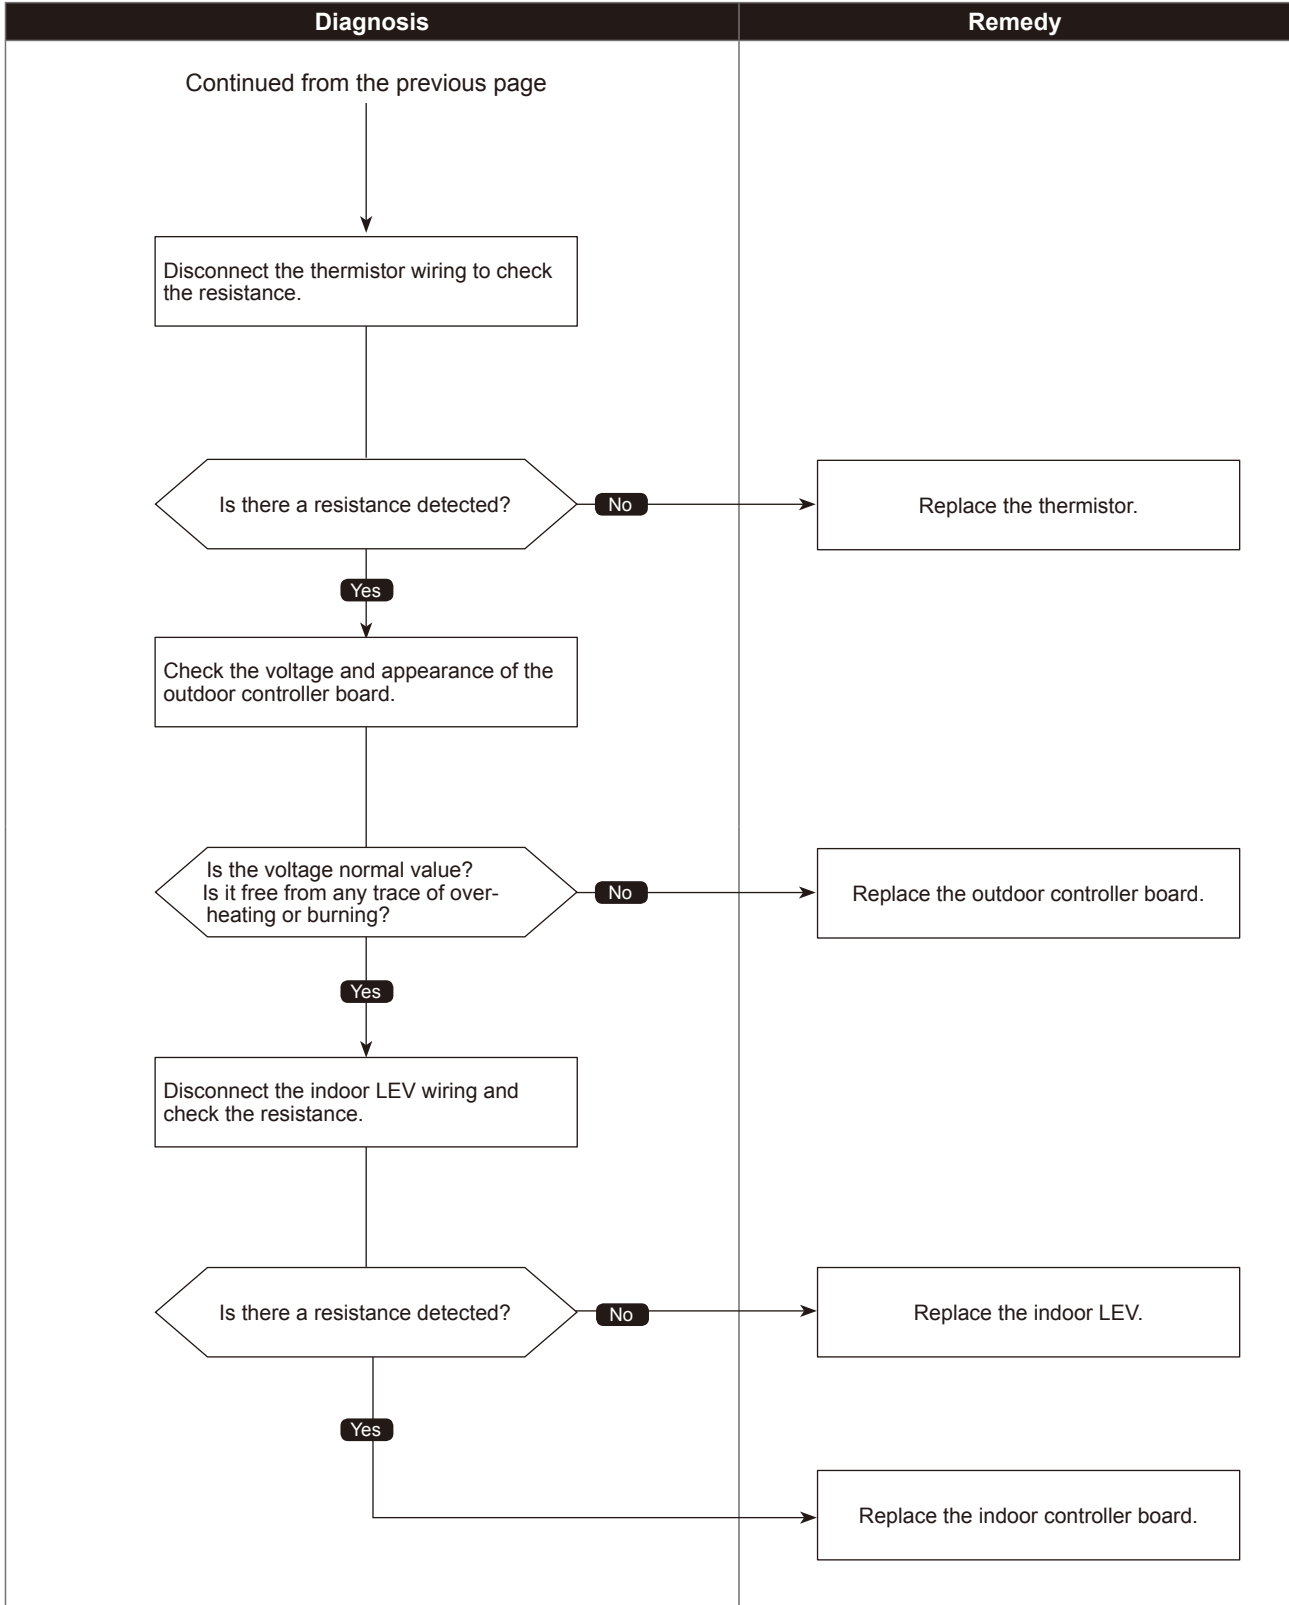 Diagnosis
Remedy
Continued from the previous page
Disconnect the thermistor wiring to check
the resistance.
Is there a resistance detected?
No
Replace the thermistor.
Yes
Check the voltage and appearance of the
outdoor controller board.
Is the voltage normal value?
Is it free from any trace of over-
heating or burning?
No
Replace the outdoor controller board.
Yes
Disconnect the indoor LEV wiring and
check the resistance.
Is there a resistance detected?
No
Replace the indoor LEV.
Yes
Replace the indoor controller board.